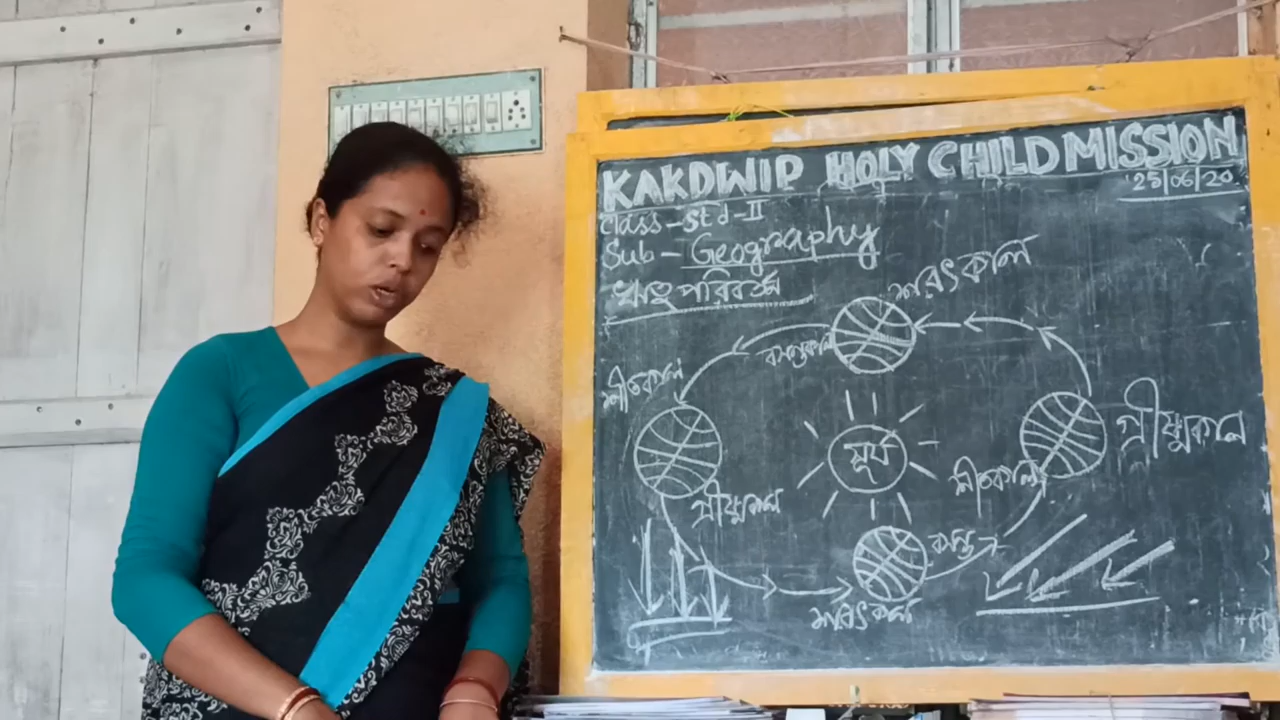 KAKDWIP HOLY CHILD MISSION
25/06/20
Class - Std - II
Sub - Geography
ঋতু পরিবর্তন
শরৎকাল
বসন্তকাল
শীতকাল
গ্রীষ্মকাল
সূর্য
শীতকাল
গ্রীষ্মকাল
বসন্ত
শরৎকাল